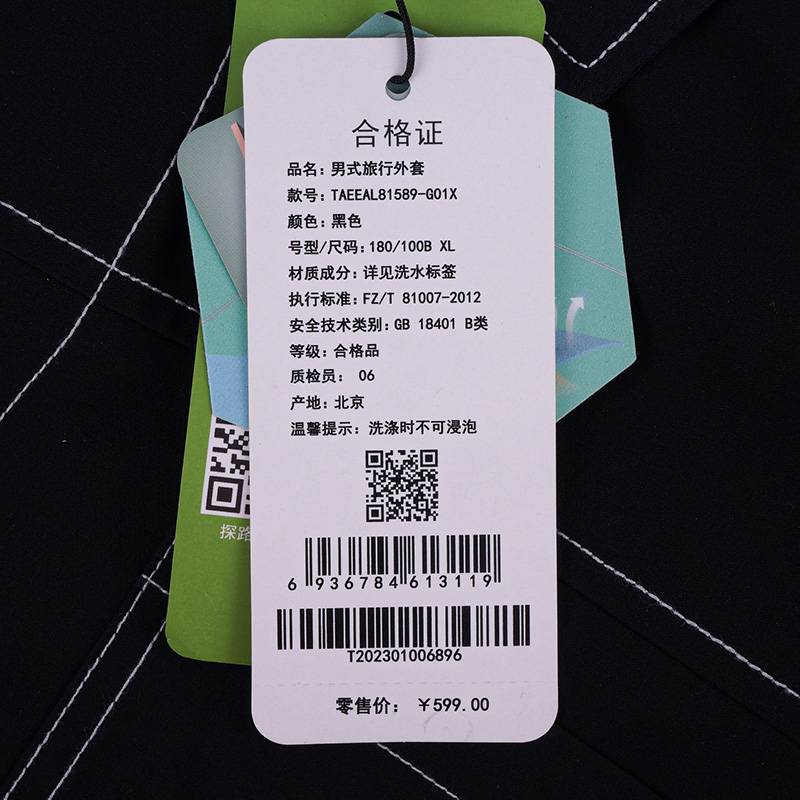 合格证
品名：男式旅行外套
款号：TAEEAL81589-G01X
颜色：黑色
号型/尺码：180/100B XL
材质成分：详见洗水标签
执行标准：FZ/T 81007-2012
安全技术类别：GB 18401 B类
等级：合格品
质检员： 06
产地：北京
温馨提示：洗涤时不可浸泡
探路
6 936784 613119
T202301006896
零售价： ￥599.00